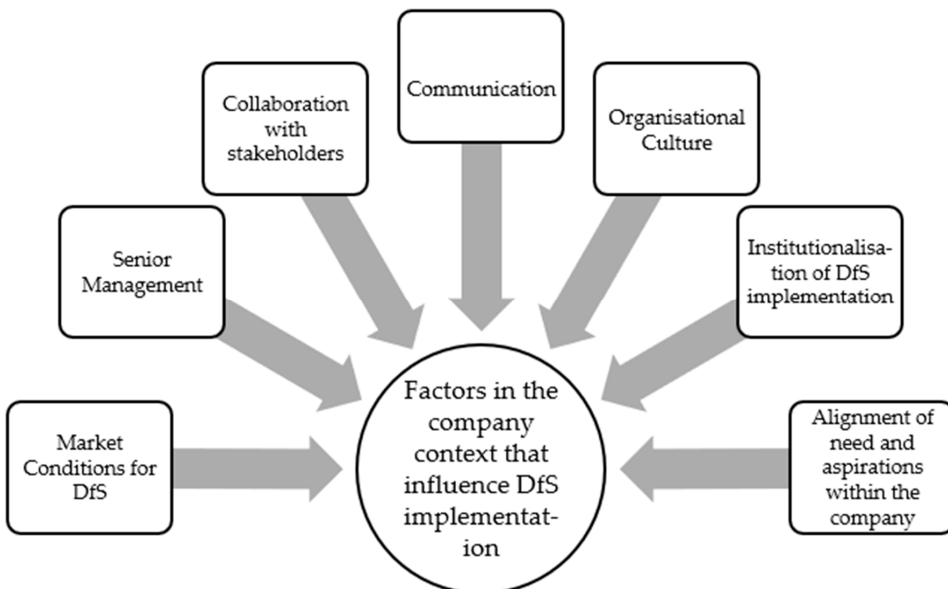 Communication
Collaboration
with
stakeholders
Organisational
Culture
Senior
Management
Institutionalisa-
tion of DfS
implementation
Market
Conditions for
DfS
Factors in the
company
context that
influence DfS
implementat-
ion
Alignment of
need and
aspirations
within the
company